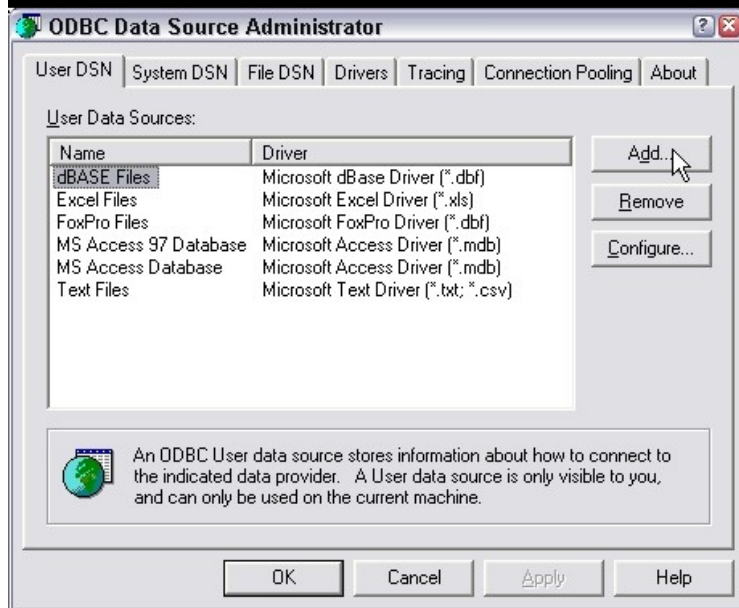 ODBC Data Source Administrator
User DSN System DSN File DSN Drivers Tracing Connection Pooling About
User Data Sources:
Name Driver
dBASE Files Microsoft dBase Driver (*.dbf)
Excel Files Microsoft Excel Driver (*.xls)
FoxPro Files Microsoft FoxPro Driver (*.dbf)
MS Access 97 Database Microsoft Access Driver (*.mdb)
MS Access Database Microsoft Access Driver (*.mdb)
Text Files Microsoft Text Driver (*.txt; *.csv)
Add...
Remove
Configure...
An ODBC User data source stores information about how to connect to
the indicated data provider. A User data source is only visible to you,
and can only be used on the current machine.
OK Cancel Apply Help